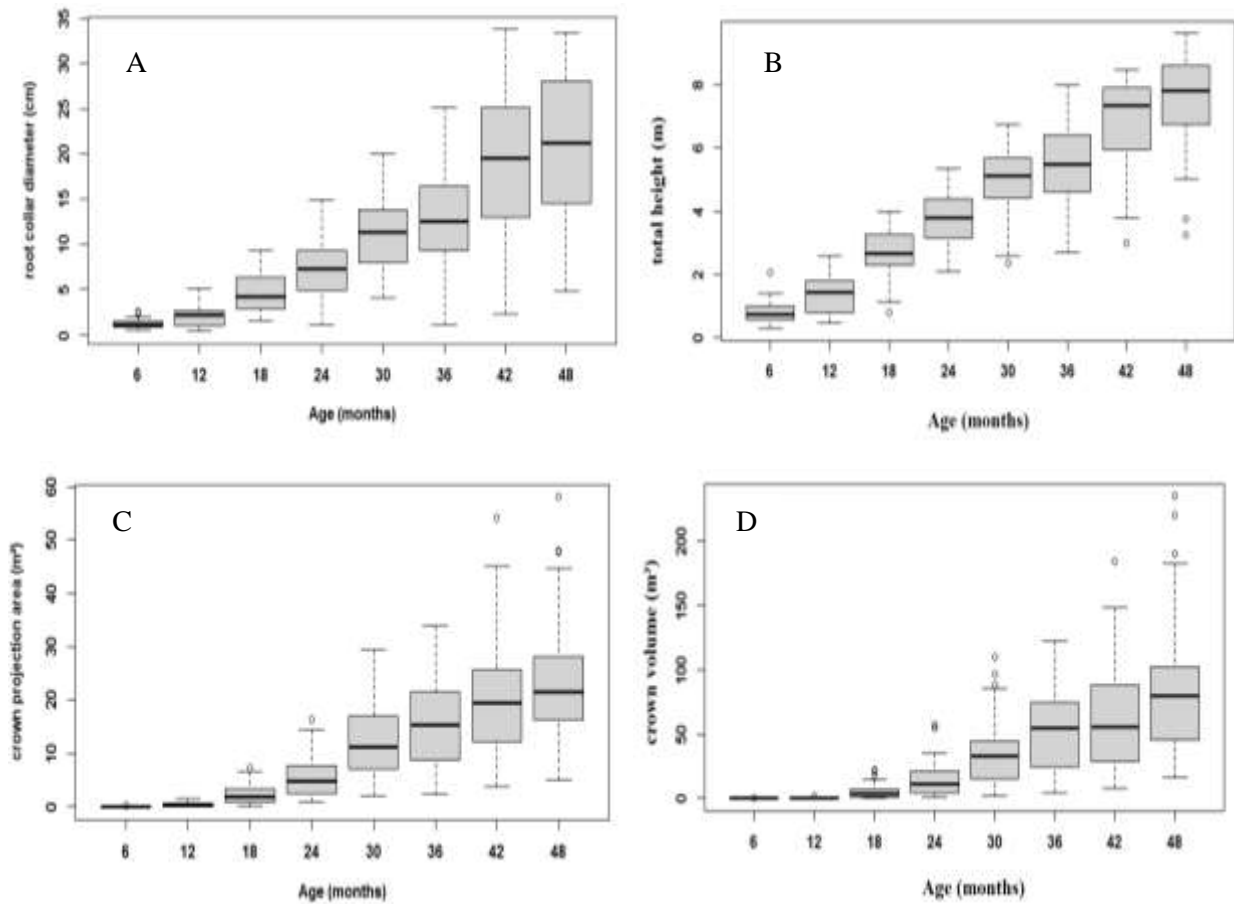 A
root collar diameter (cm)
0 5 10 15 20 25 30 35
6 12 18 24 30 36 42 48
Age (months)
B
total height (m)
0 2 4 6 8
6 12 18 24 30 36 42 48
Age (months)
C
crown projection area (m²)
0 10 20 30 40 50 60
6 12 18 24 30 36 42 48
Age (months)
D
crown volume (m³)
0 50 100 150 200
6 12 18 24 30 36 42 48
Age (months)